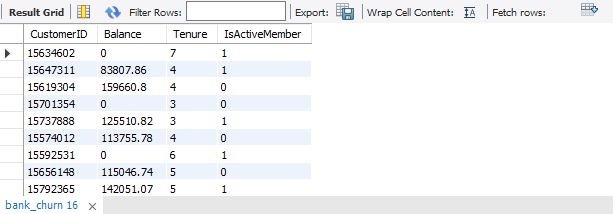 Result Grid Filter Rows: Export: Wrap Cell Content: Fetch rows:
CustomerID Balance Tenure IsActiveMember
15634602 0 7 1
15647311 83807.86 4 1
15619304 159660.8 4 0
15701354 0 3 0
15737888 125510.82 3 1
15574012 113755.78 4 0
15592531 0 6 1
15656148 115046.74 5 0
15792365 142051.07 5 1
bank_churn 16